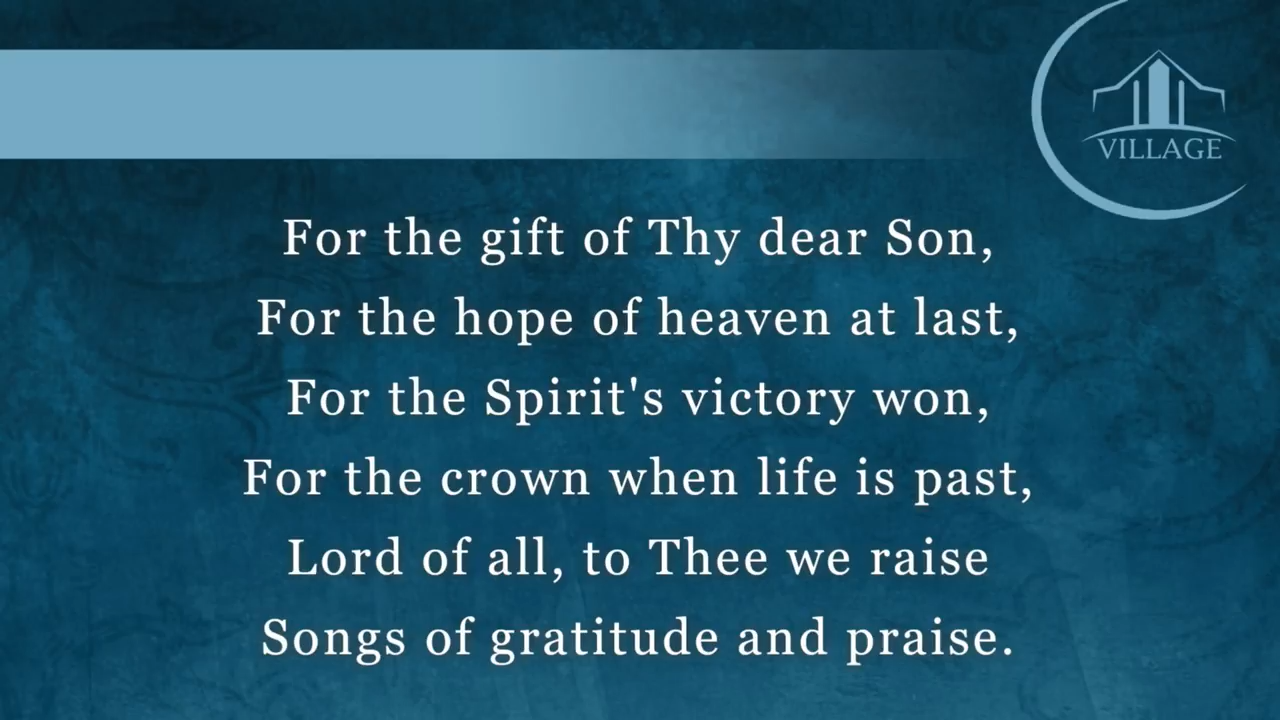 VILLAGE
For the gift of Thy dear Son,
For the hope of heaven at last,
For the Spirit's victory won,
For the crown when life is past,
Lord of all, to Thee we raise
Songs of gratitude and praise.